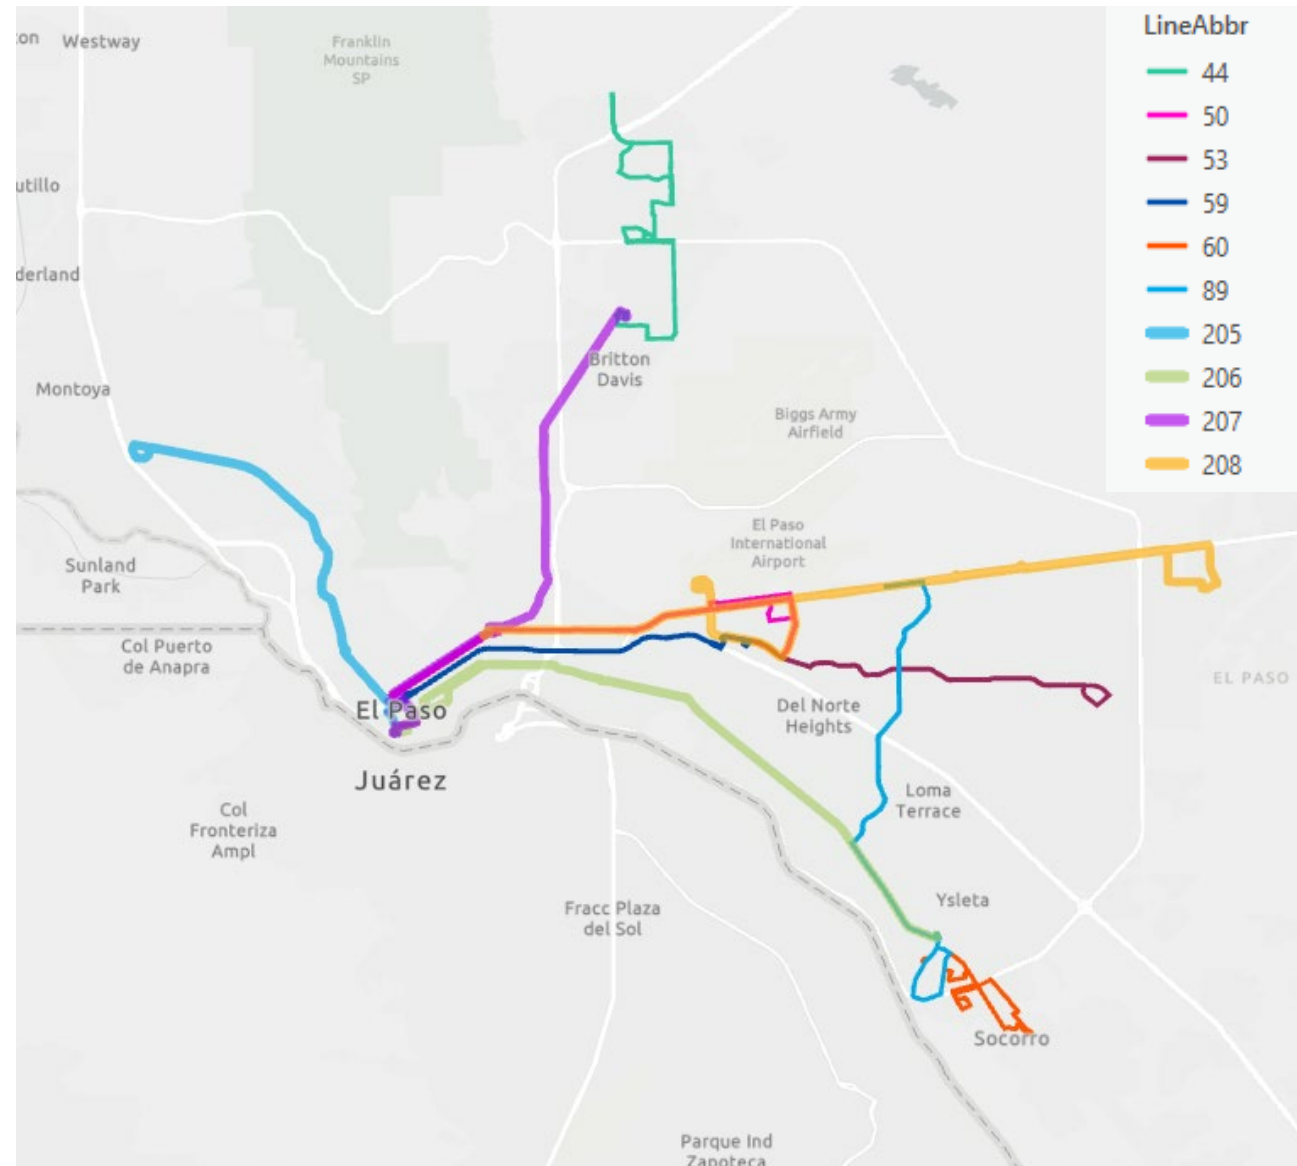 on
Westway
Franklin
Mountains
SP
LineAbbr
44
50
53
59
60
89
205
206
207
208
utillo
derland
Montoya
Britton
Davis
Biggs Army
Airfield
El Paso
International
Airport
Sunland
Park
Col Puerto
de Anapra
EL PASO
El Paso
Del Norte
Heights
Juárez
Col
Fronteriza
Ampl
Loma
Terrace
Fracc Plaza
del Sol
Ysleta
Socorro
Parque Ind
Zapoteca